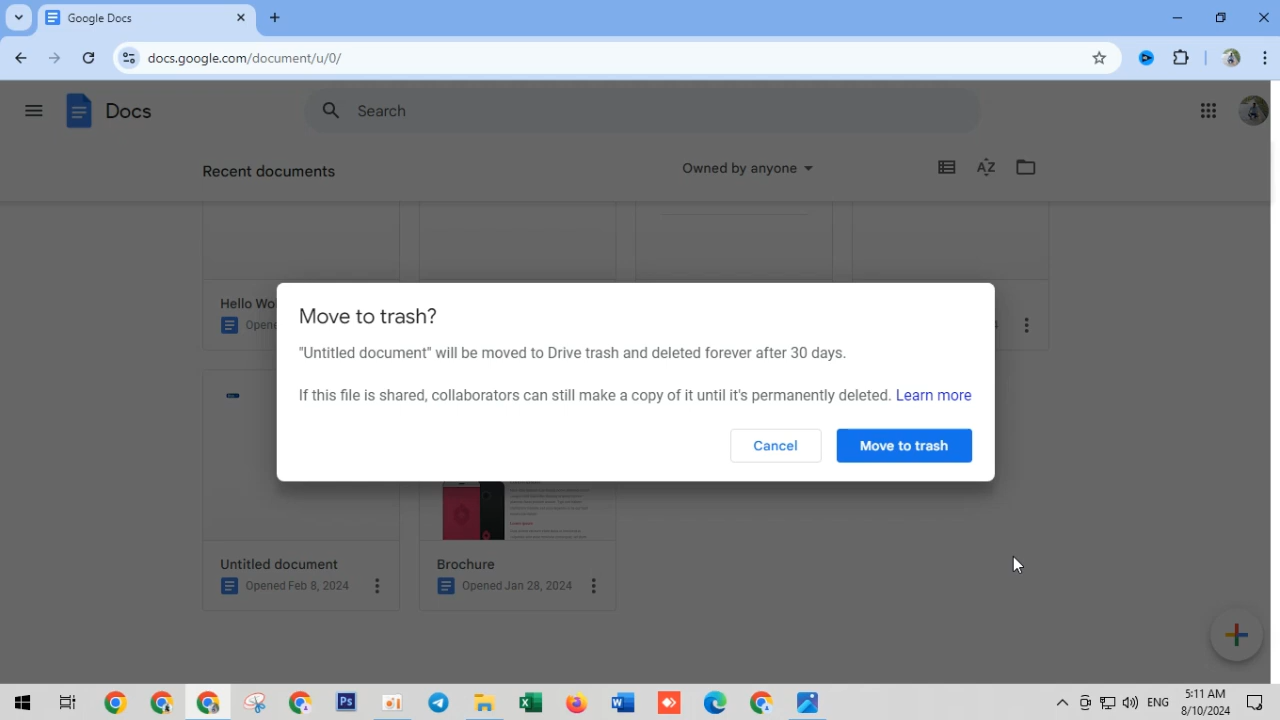 Google Docs
docs.google.com/document/u/0/
Docs
Search
Recent documents
Owned by anyone
AZ
Hello Wo
Opene
4
Move to trash?
"Untitled document" will be moved to Drive trash and deleted forever after 30 days.
If this file is shared, collaborators can still make a copy of it until it's permanently deleted. Learn more
Cancel
Move to trash
Untitled document
Opened Feb 8, 2024
Brochure
Opened Jan 28, 2024
ENG
5:11 AM
8/10/2024